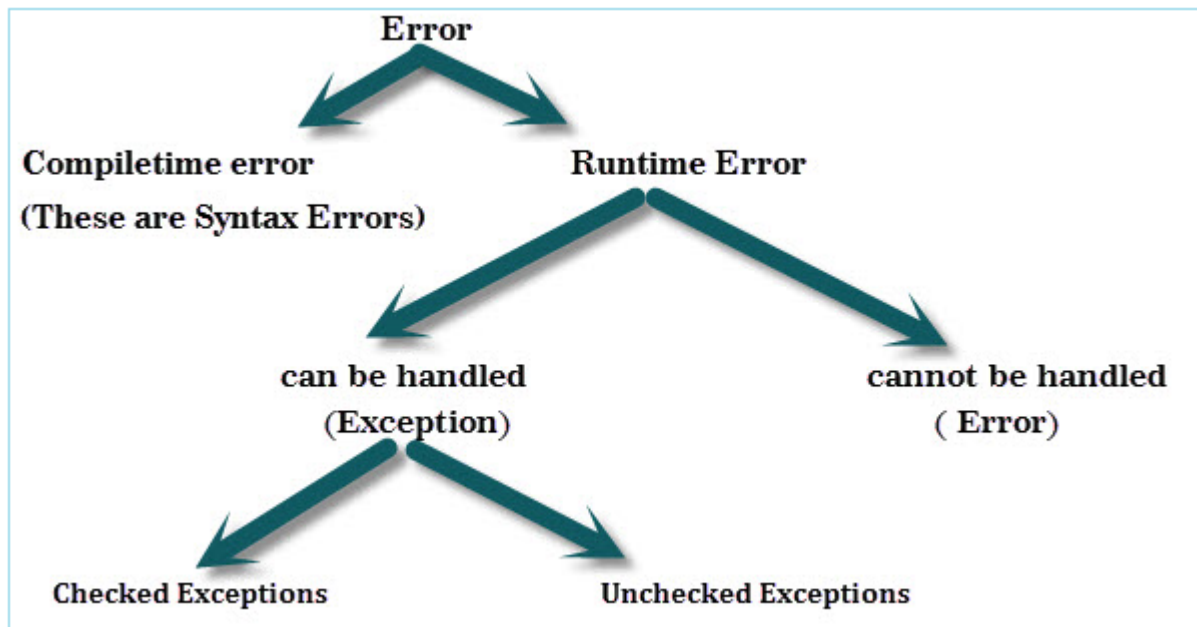 Error
Compiletime error
(These are Syntax Errors)
Runtime Error
can be handled
(Exception)
cannot be handled
( Error)
Checked Exceptions
Unchecked Exceptions